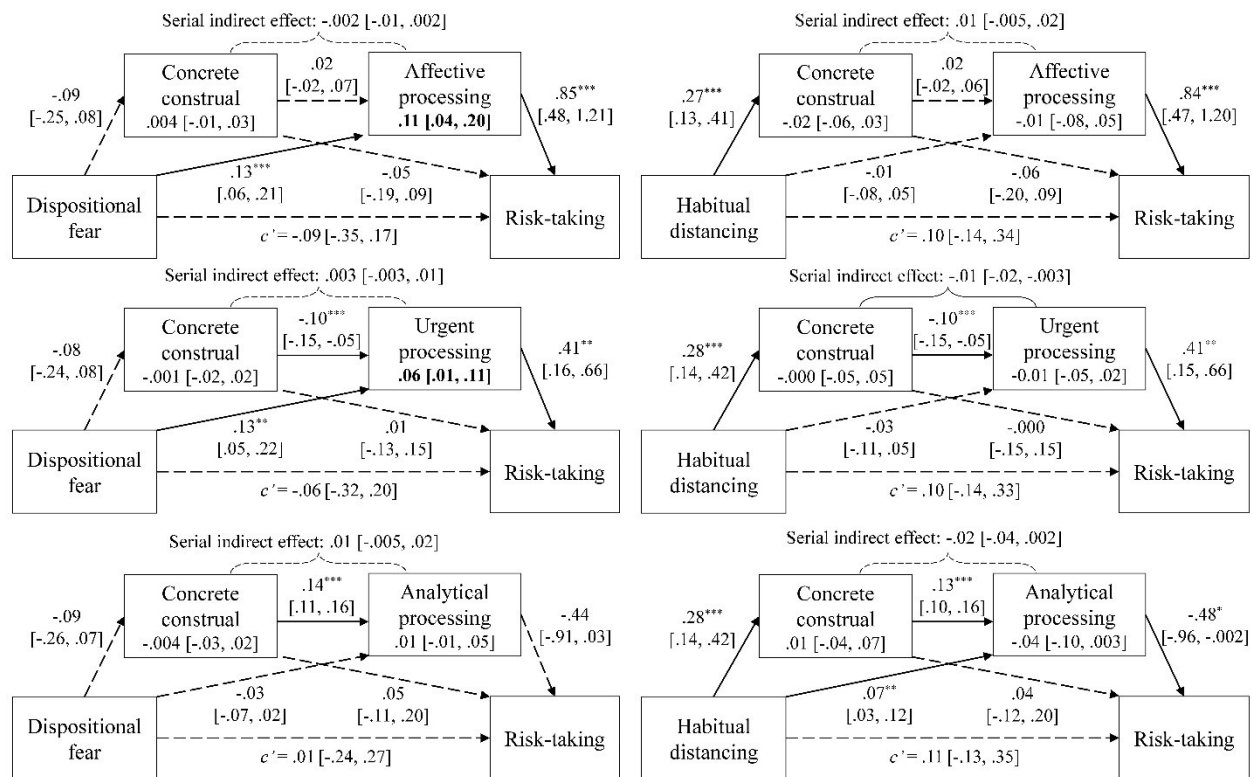 Serial indirect effect: -.002 [-.01, .002]
-.09
[-.25, .08]
Concrete
construal
.004 [-.01, .03]
.02
[-.02, .07]
Affective
processing
.11 [.04, .20]
.85***
[.48, 1.21]
.13***
[.06, .21]
-.05
[-.19, .09]
Dispositional
fear
Risk-taking
c' = -.09 [-.35, .17]
Serial indirect effect: .01 [-.005, .02]
.27***
[.13, .41]
Concrete
construal
-.02 [-.06, .03]
.02
[-.02, .06]
Affective
processing
-.01 [-.08, .05]
.84***
[.47, 1.20]
-.01
[-.08, .05]
-.06
[-.20, .09]
Habitual
distancing
Risk-taking
c' = .10 [-.14, .34]
Serial indirect effect: .003 [-.003, .01]
-.08
[-.24, .08]
Concrete
construal
-.001 [-.02, .02]
-.10***
[-.15, -.05]
Urgent
processing
.06 [.01, .11]
.41**
[.16, .66]
.13**
[.05, .22]
.01
[-.13, .15]
Dispositional
fear
Risk-taking
c' = -.06 [-.32, .20]
Serial indirect effect: -.01 [-.02, -.003]
.28***
[.14, .42]
Concrete
construal
-.000 [-.05, .05]
-.10***
[-.15, -.05]
Urgent
processing
-0.01 [-.05, .02]
.41**
[.15, .66]
-.03
[-.11, .05]
-.000
[-.15, .15]
Habitual
distancing
Risk-taking
c' = .10 [-.14, .33]
Serial indirect effect: .01 [-.005, .02]
-.09
[-.26, .07]
Concrete
construal
-.004 [-.03, .02]
.14***
[.11, .16]
Analytical
processing
.01 [-.01, .05]
-.44
[-.91, .03]
-.03
[-.07, .02]
.05
[-.11, .20]
Dispositional
fear
Risk-taking
c' = .01 [-.24, .27]
Serial indirect effect: -.02 [-.04, .002]
.28***
[.14, .42]
Concrete
construal
.01 [-.04, .07]
.13***
[.10, .16]
Analytical
processing
-.04 [-.10, .003]
-.48*
[-.96, -.002]
.07**
[.03, .12]
.04
[-.12, .20]
Habitual
distancing
Risk-taking
c' = .11 [-.13, .35]